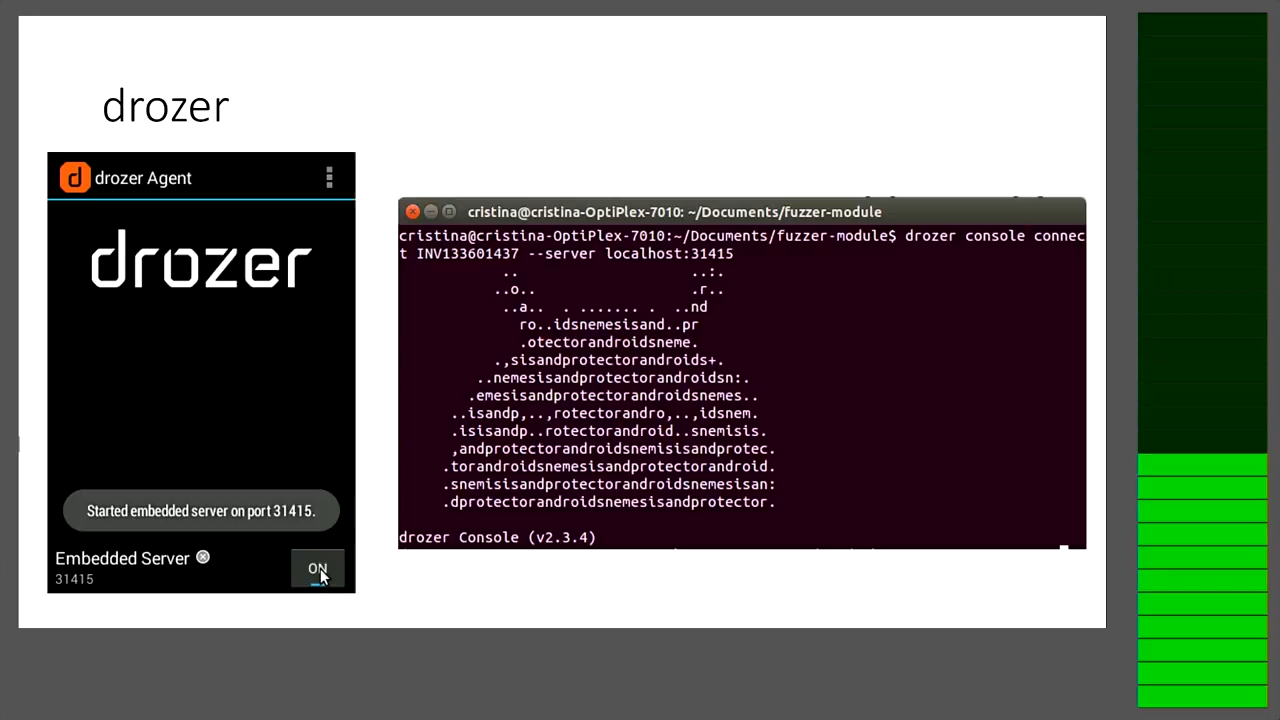 drozer
drozer Agent
drozer
Started embedded server on port 31415.
Embedded Server
31415
ON
cristina@cristina-OptiPlex-7010: ~/Documents/fuzzer-module
cristina@cristina-OptiPlex-7010:~/Documents/fuzzer-module$ drozer console connec
t INV133601437 --server localhost:31415
.. ..:.
..o.. .r..
..a.. . ....... . ..nd
ro..idsnemesisand..pr
.otectorandroidsneme.
.,sisandprotectorandroids+.
..nemesisandprotectorandroidsn:.
.emesisandprotectorandroidsnemes..
..isandp,..,rotectorandro,..,idsnem.
.isisandp..rotectorandroid..snemisis.
,andprotectorandroidsnemisisandprotec.
.torandroidsnemesisandprotectorandroid.
.snemisisandprotectorandroidsnemesisan:
.dprotectorandroidsnemesisandprotector.
drozer Console (v2.3.4)